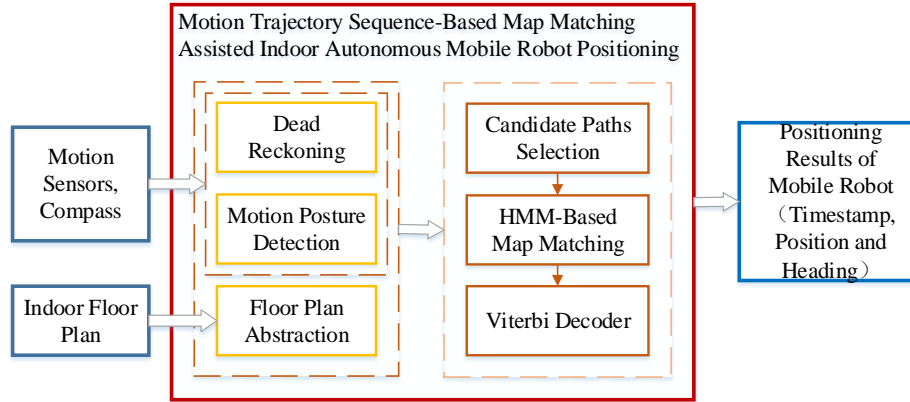 Motion Trajectory Sequence-Based Map Matching
Assisted Indoor Autonomous Mobile Robot Positioning
Motion
Sensors,
Compass
Indoor Floor
Plan
Dead
Reckoning
Motion Posture
Detection
Floor Plan
Abstraction
Candidate Paths
Selection
HMM-Based
Map Matching
Viterbi Decoder
Positioning
Results of
Mobile Robot
（Timestamp,
Position and
Heading）